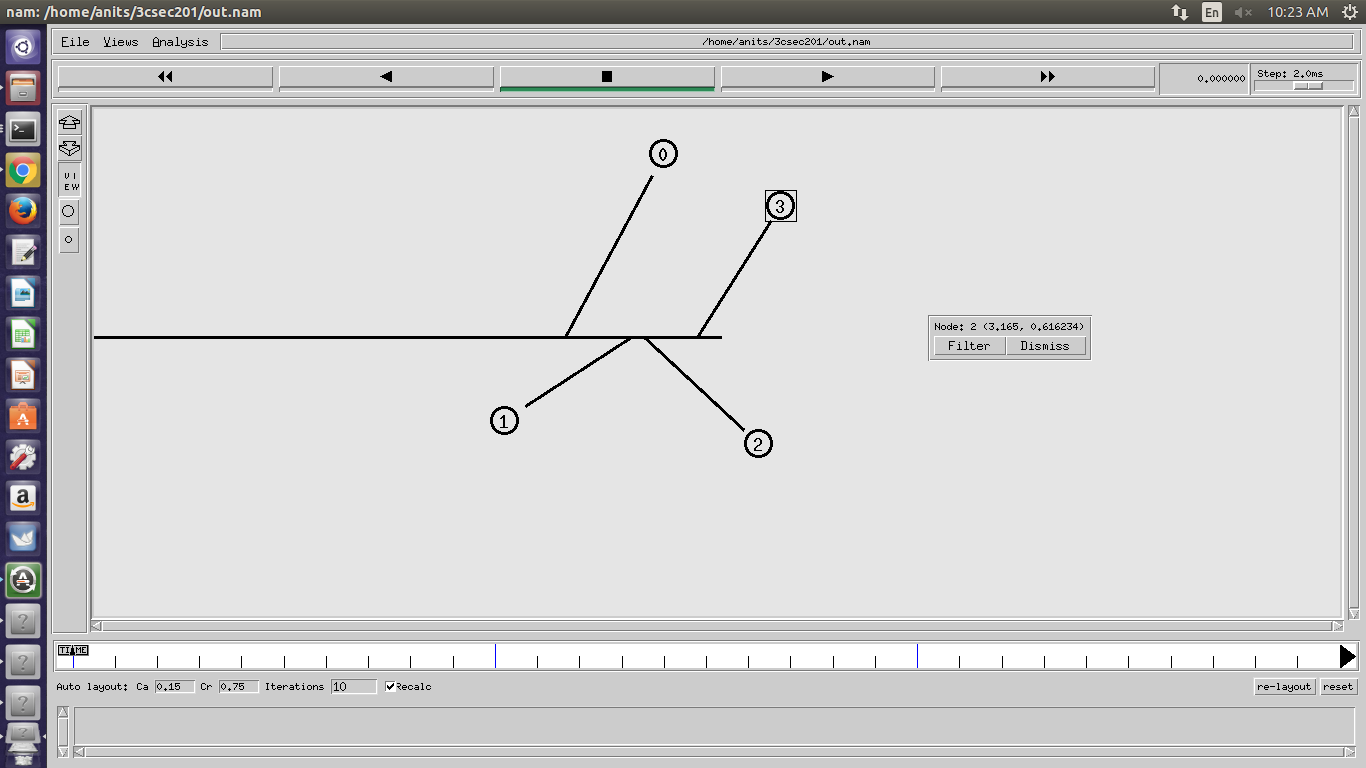 nam: /home/anits/3csec201/out.nam
En
10:23 AM
File Views Analysis
/home/anits/3csec201/out.nam
0.000000
Step: 2.0ms
VIEW
0
3
Node: 2 (3.165, 0.616234)
Filter Dismiss
1
2
TIME
Auto layout: Ca 0.15 Cr 0.75 Iterations 10 Recalc
re-layout reset